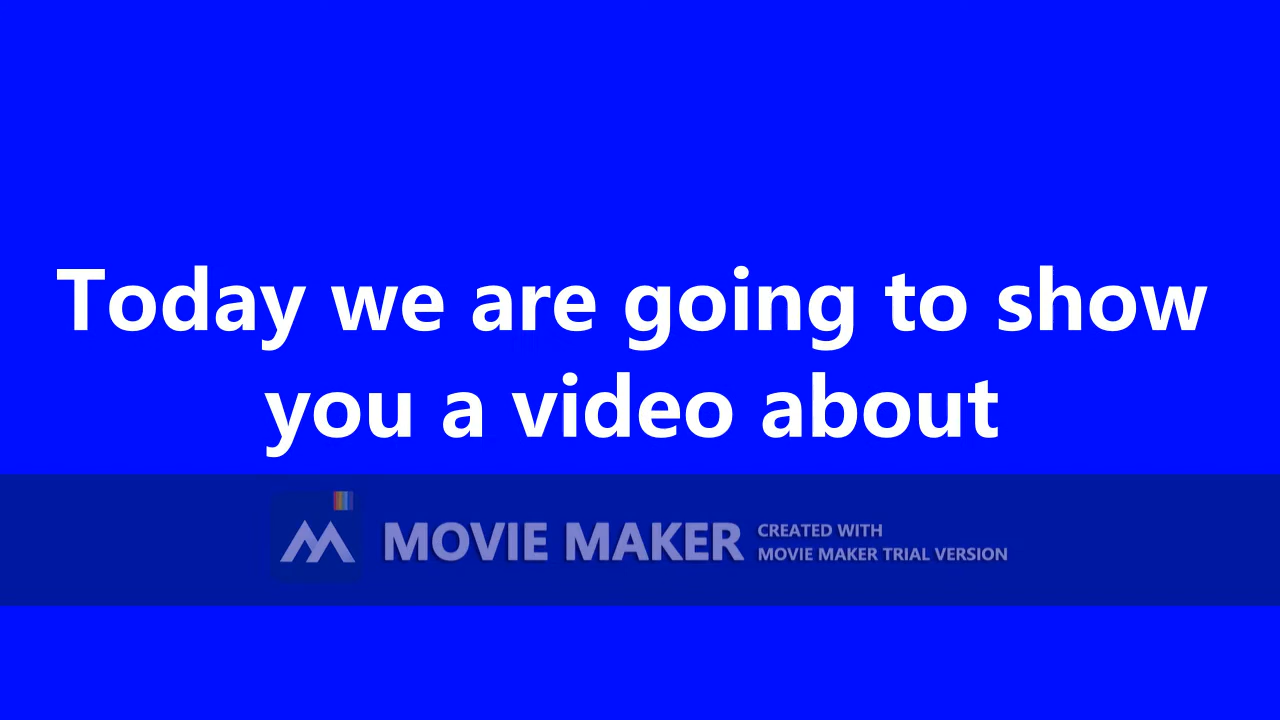 Today we are going to show
you a video about
MOVIE MAKER
CREATED WITH
MOVIE MAKER TRIAL VERSION